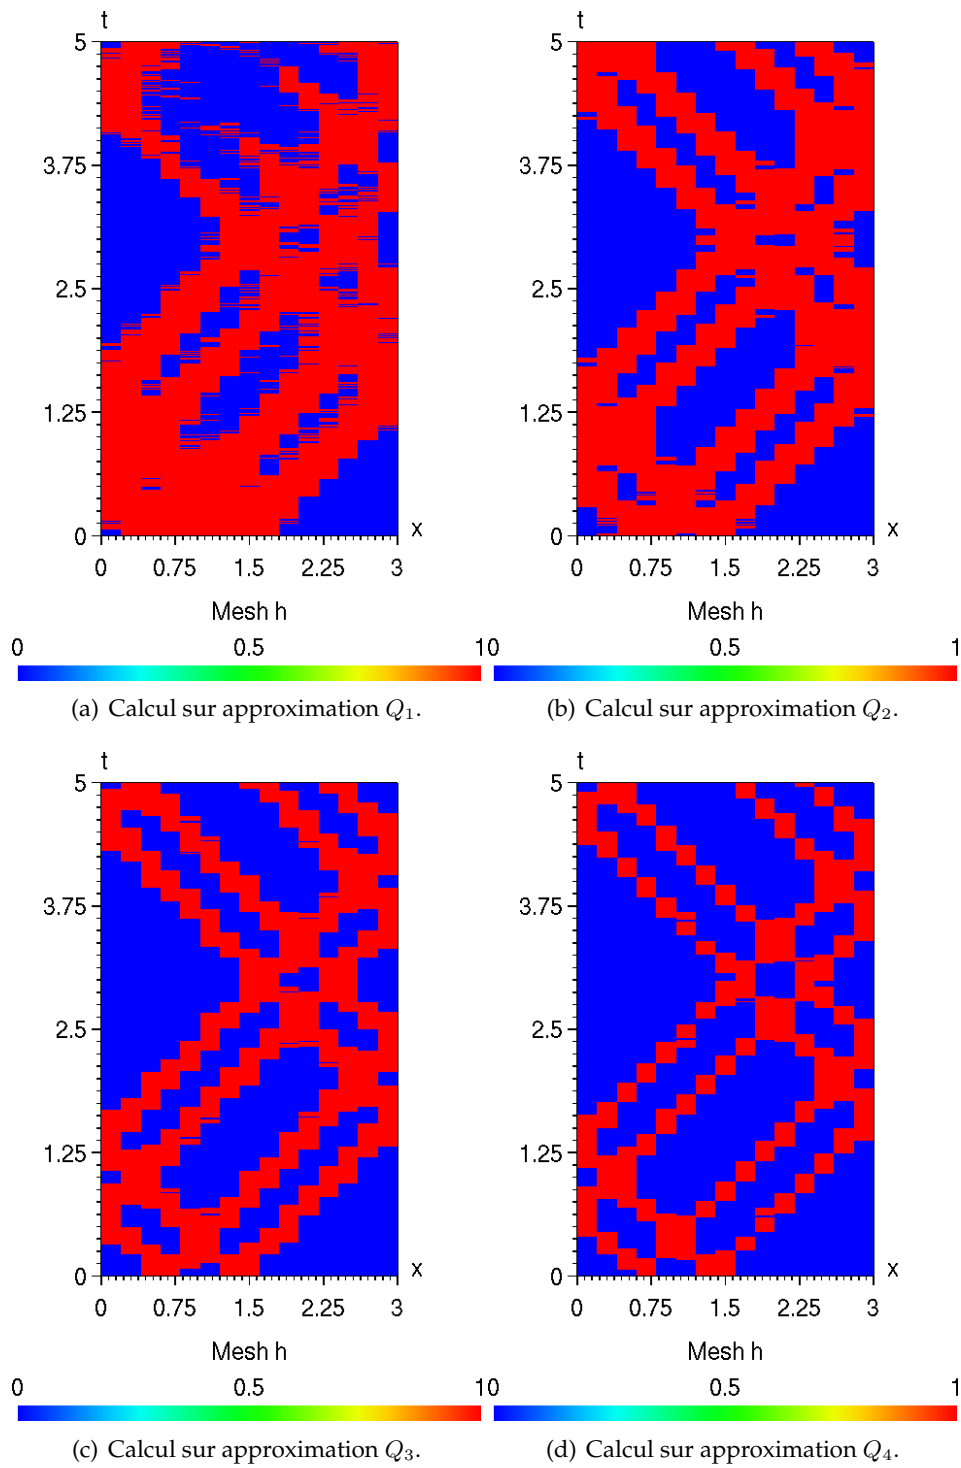 t t
5 5
3.75 3.75
2.5 2.5
1.25 1.25
0 x 0 x
0 0.75 1.5 2.25 3 0 0.75 1.5 2.25 3
Mesh h Mesh h
0 0.5 1 0 0.5 1
(a) Calcul sur approximation Q1. (b) Calcul sur approximation Q2.
t t
5 5
3.75 3.75
2.5 2.5
1.25 1.25
0 x 0 x
0 0.75 1.5 2.25 3 0 0.75 1.5 2.25 3
Mesh h Mesh h
0 0.5 1 0 0.5 1
(c) Calcul sur approximation Q3. (d) Calcul sur approximation Q4.